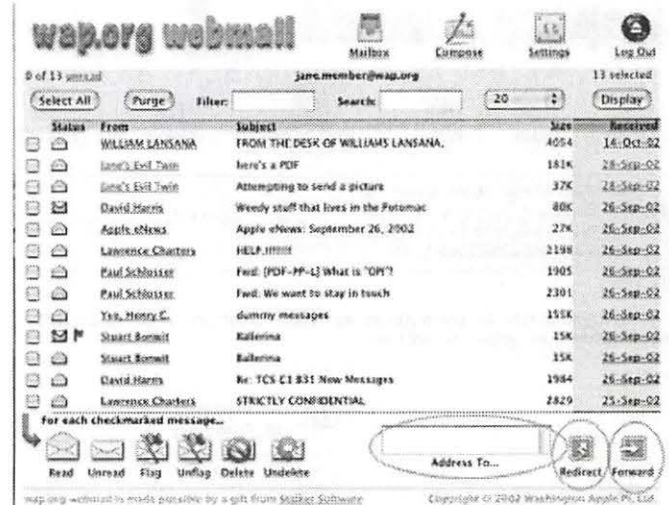 wap.org webmail
Mailbox Compose Settings Log Out
0 of 13 unread jane.member@wap.org 13 selected
Select All Purge Filter: Search: 20 Display
Status From Subject Size Received
WILLIAM LANSANA FROM THE DESK OF WILLIAMS LANSANA, 4054 14-Oct-02
Jane's Evil Twin here's a PDF 181K 28-Sep-02
Jane's Evil Twin Attempting to send a picture 37K 28-Sep-02
David Harris Weedy stuff that lives in the Potomac 80K 26-Sep-02
Apple eNews Apple eNews: September 26, 2002 27K 26-Sep-02
Lawrence Charters 2198 26-Sep-02
Paul Schlosser Fwd: [PDF-PP-L] What is "OPI"? 1905 26-Sep-02
Paul Schlosser Fwd: We want to stay in touch 2301 26-Sep-02
Yee, Henry C. dummy messages 155K 26-Sep-02
Stuart Bonwit Ballerina 15K 26-Sep-02
Stuart Bonwit Ballerina 15K 26-Sep-02
David Harris Re: TCS C1 B31 New Messages 1984 26-Sep-02
Lawrence Charters STRICTLY CONFIDENTIAL 2829 25-Sep-02
For each checkmarked message...
Read Unread Flag Unflag Delete Undelete Address To... Redirect Forward
wap.org webmail is made possible by a gift from Stalker Software Copyright © 2002 Washington Apple Pi, Ltd.